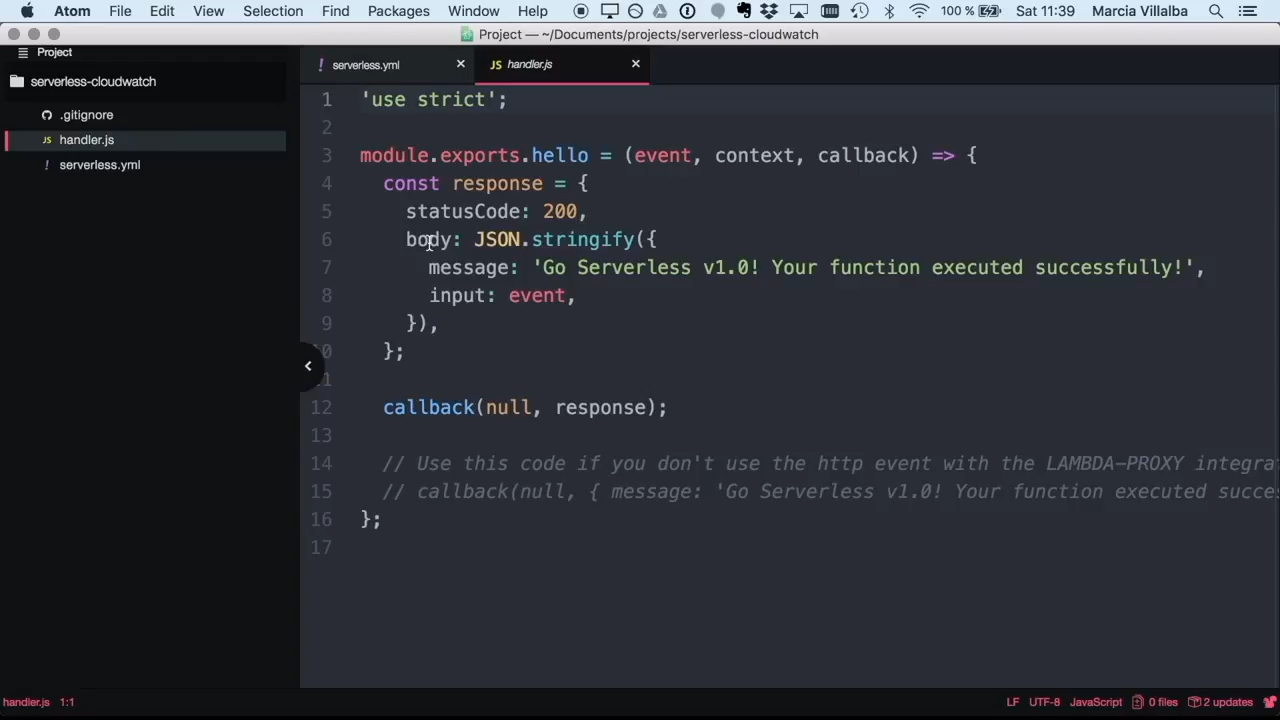 Atom File Edit View Selection Find Packages Window Help 100 % Sat 11:39 Marcia Villalba
Project — ~/Documents/projects/serverless-cloudwatch
Project
serverless-cloudwatch
.gitignore
JS handler.js
! serverless.yml
! serverless.yml
JS handler.js
1 'use strict';
2
3 module.exports.hello = (event, context, callback) => {
4 const response = {
5 statusCode: 200,
6 body: JSON.stringify({
7 message: 'Go Serverless v1.0! Your function executed successfully!',
8 input: event,
9 }),
10 };
11
12 callback(null, response);
13
14 // Use this code if you don't use the http event with the LAMBDA-PROXY integra
15 // callback(null, { message: 'Go Serverless v1.0! Your function executed succes
16 };
17
handler.js 1:1 LF UTF-8 JavaScript 0 files 2 updates